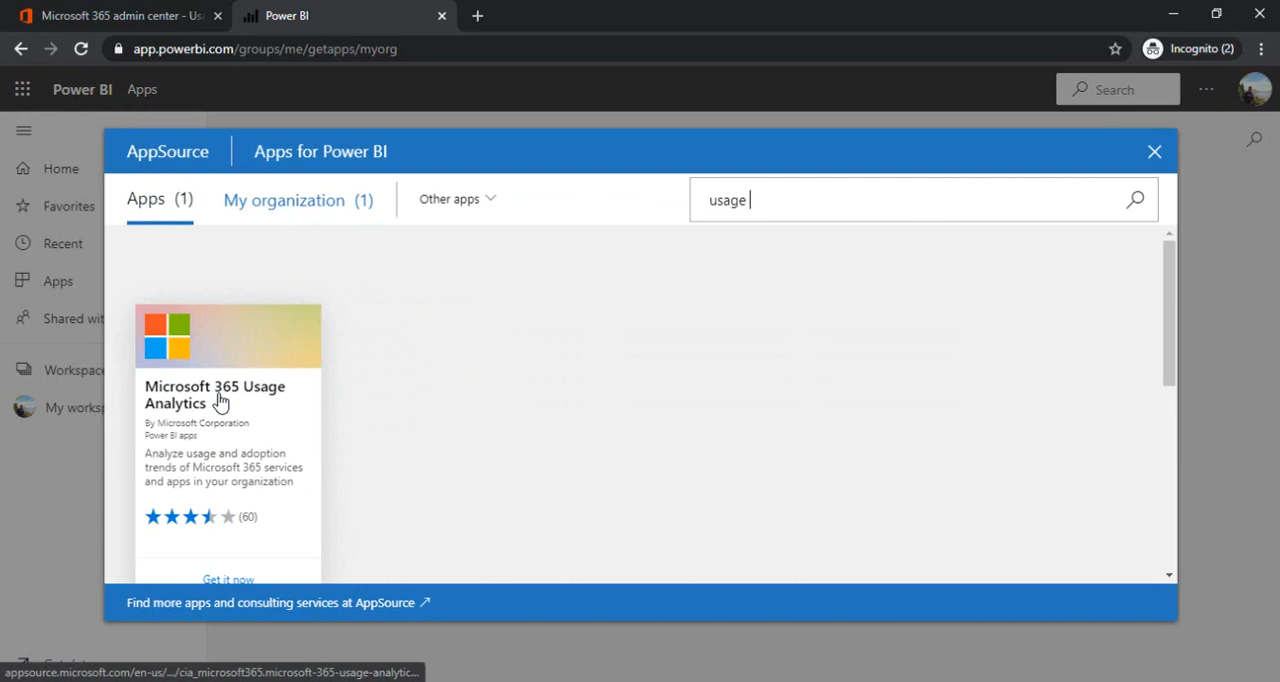 Microsoft 365 admin center - Usa
Power BI
app.powerbi.com/groups/me/getapps/myorg
Incognito (2)
Power BI
Apps
Search
Home
Favorites
Recent
Apps
Shared wit
Workspace
My worksp
AppSource
Apps for Power BI
Apps (1)
My organization (1)
Other apps
usage
Microsoft 365 Usage
Analytics
By Microsoft Corporation
Power BI apps
Analyze usage and adoption
trends of Microsoft 365 services
and apps in your organization
(60)
Get it now
Find more apps and consulting services at AppSource
appsource.microsoft.com/en-us/.../cia_microsoft365.microsoft-365-usage-analytic...